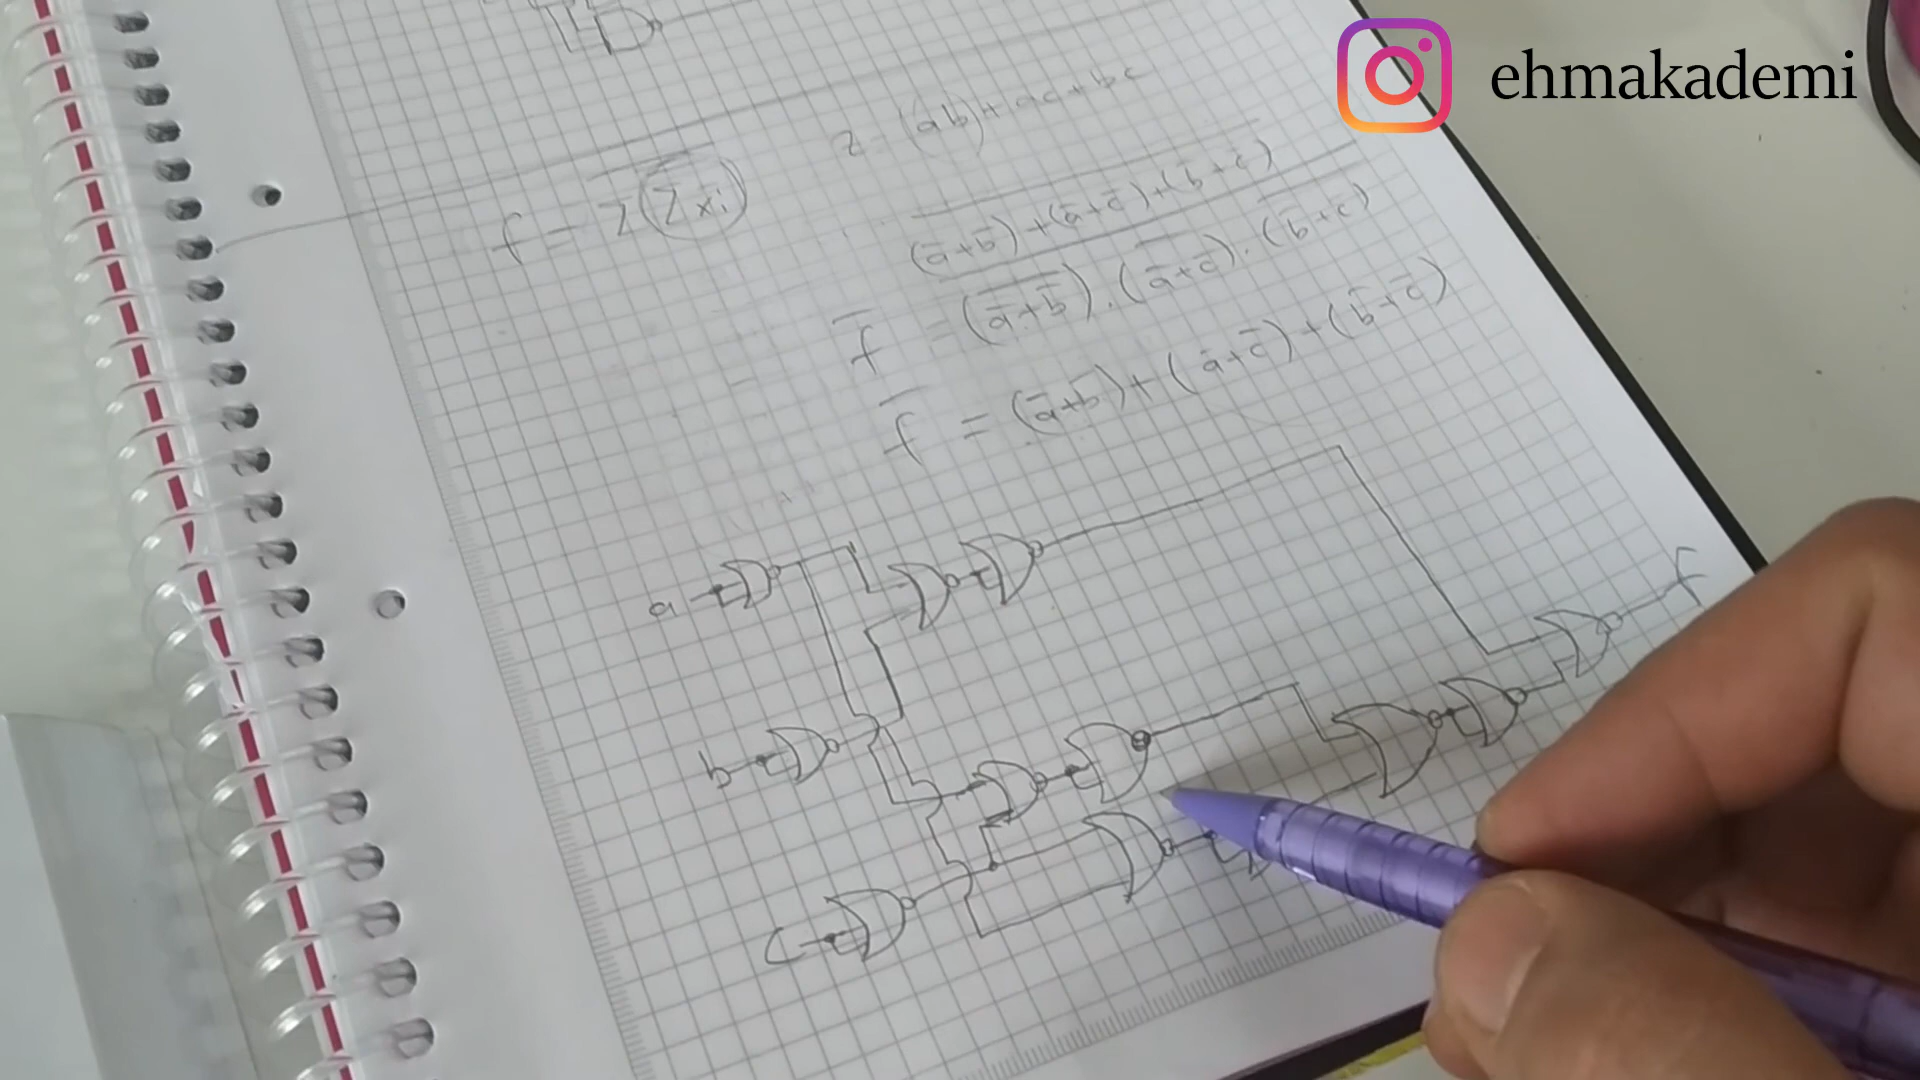 ehmakademi
z = (ab) + ac + bc
f = Σ(Σxᵢ)
(a̅+b̅)+(a̅+c̅)+(b̅+c̅)
f̅ = (a̅+b̅).(a̅+c̅).(b̅+c̅)
f̅ = (a̅+b̅)+(a̅+c̅)+(b̅+c̅)
a
f
b
c